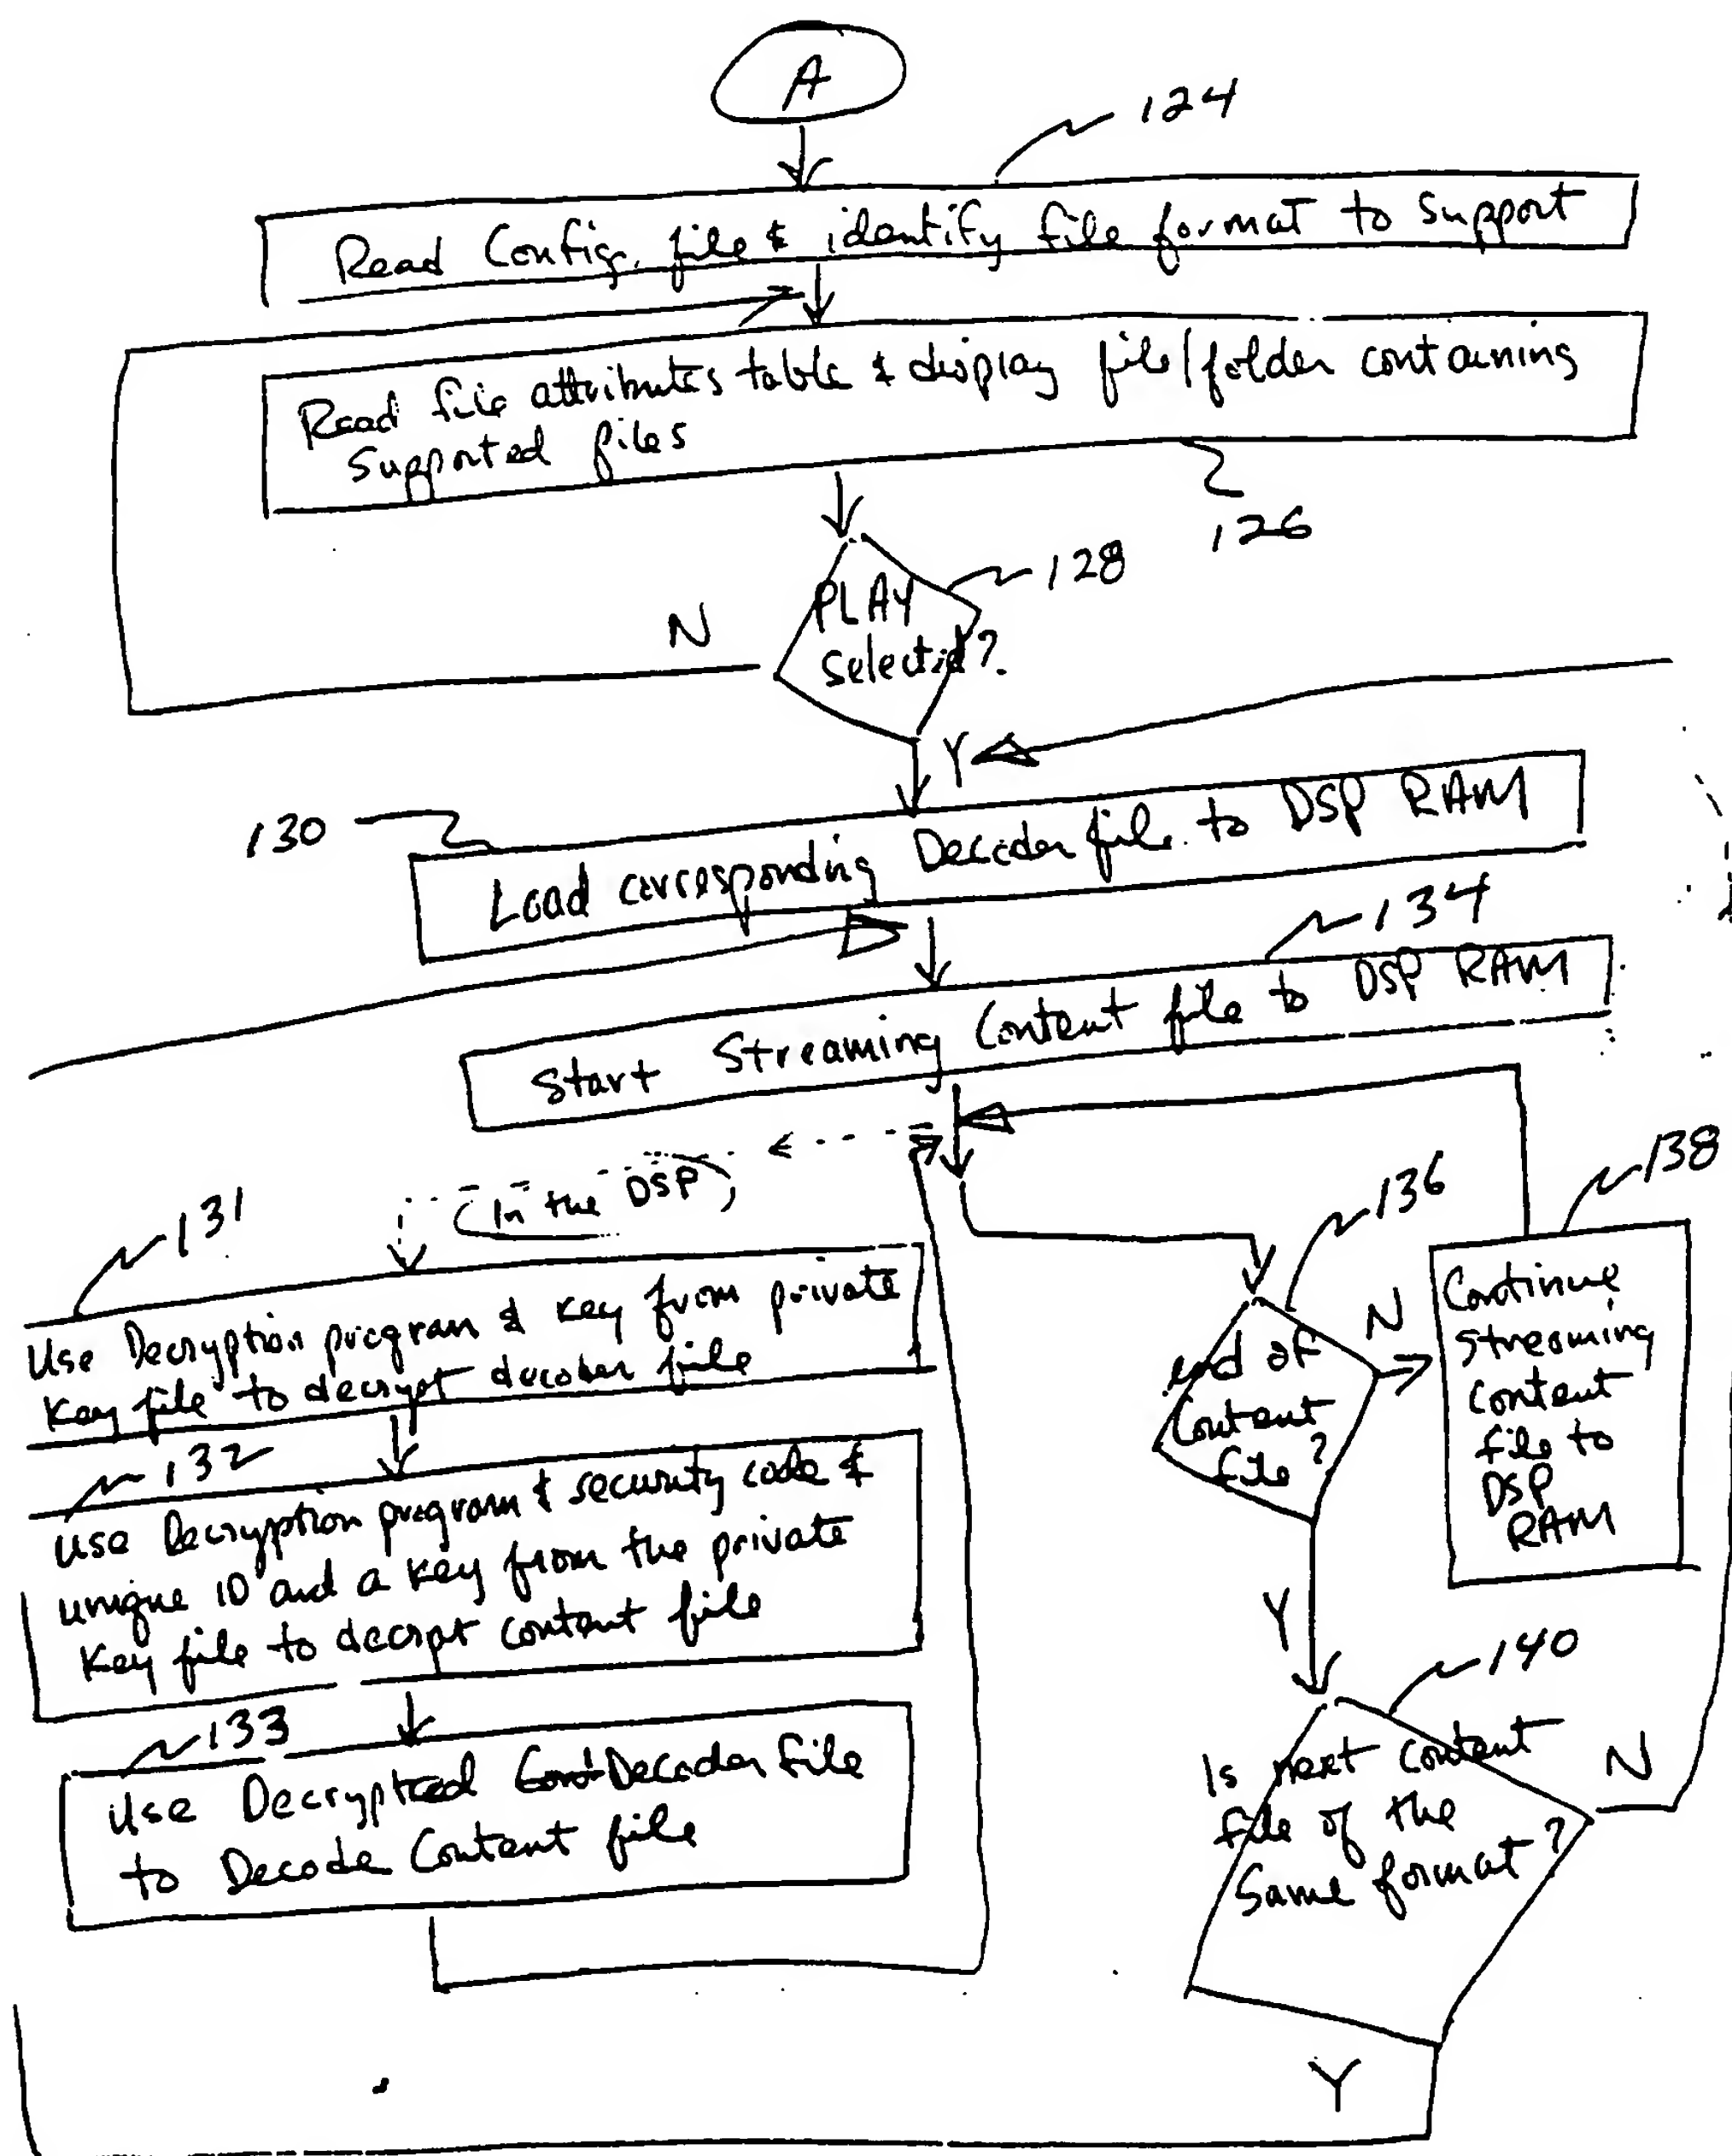 A
124
Read Config. file & identify file format to support
Read file attributes table & display file/folder containing
supported files
126
128
PLAY
selected?
N
Y
130
Load corresponding Decoder file to DSP RAM
134
Start Streaming Content file to DSP RAM
(In the DSP)
131
Use Decryption program & key from private
key file to decrypt decoder file
132
use Decryption program & security code &
unique ID and a key from the private
key file to decrpt content file
133
Use Decrypted Decoder file
to Decode Content file
136
end of
Content
file?
N
Y
138
Continue
streaming
content
file to
DSP
RAM
140
Is next content
file of the
Same format?
N
Y